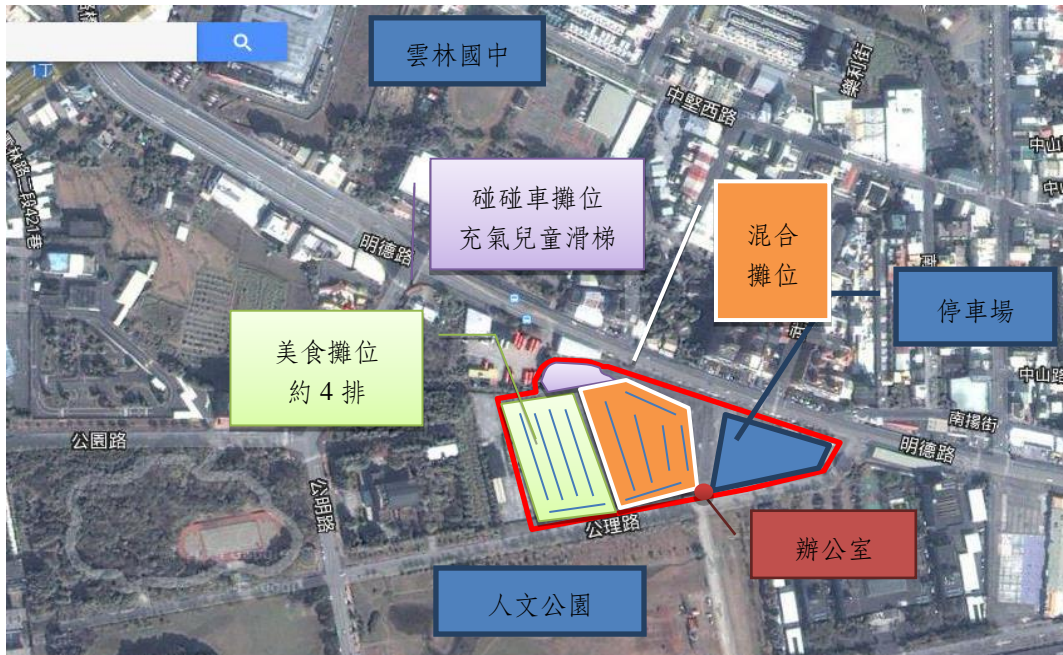 雲林國中
樂利街
中堅西路
中山
碰碰車攤位
充氣兒童滑梯
混合
攤位
明德路
停車場
美食攤位
約 4 排
中山路
南揚街
公園路
明德路
公明路
公理路
辦公室
人文公園